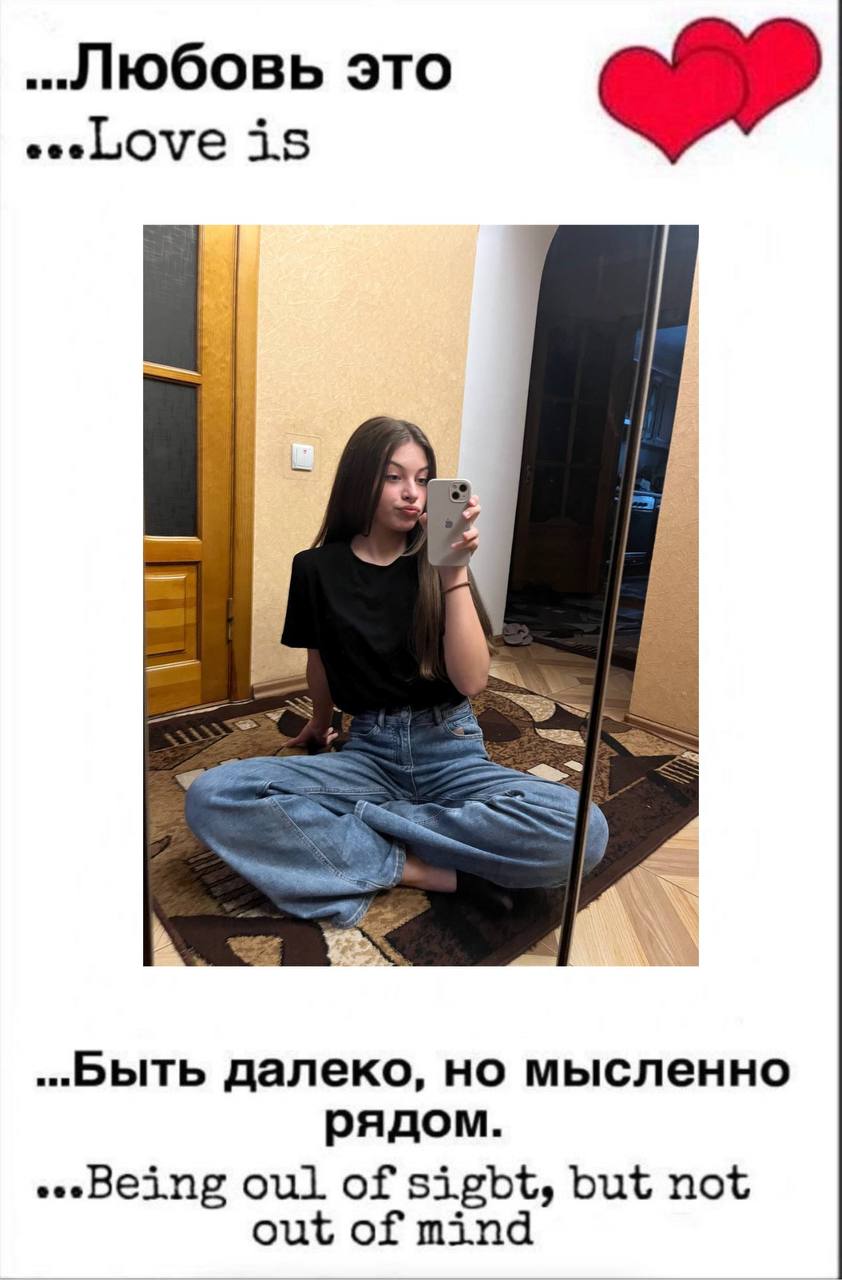 ...Любовь это
...Love is
...Быть далеко, но мысленно
рядом.
...Being oul of sigbt, but not
out of mind